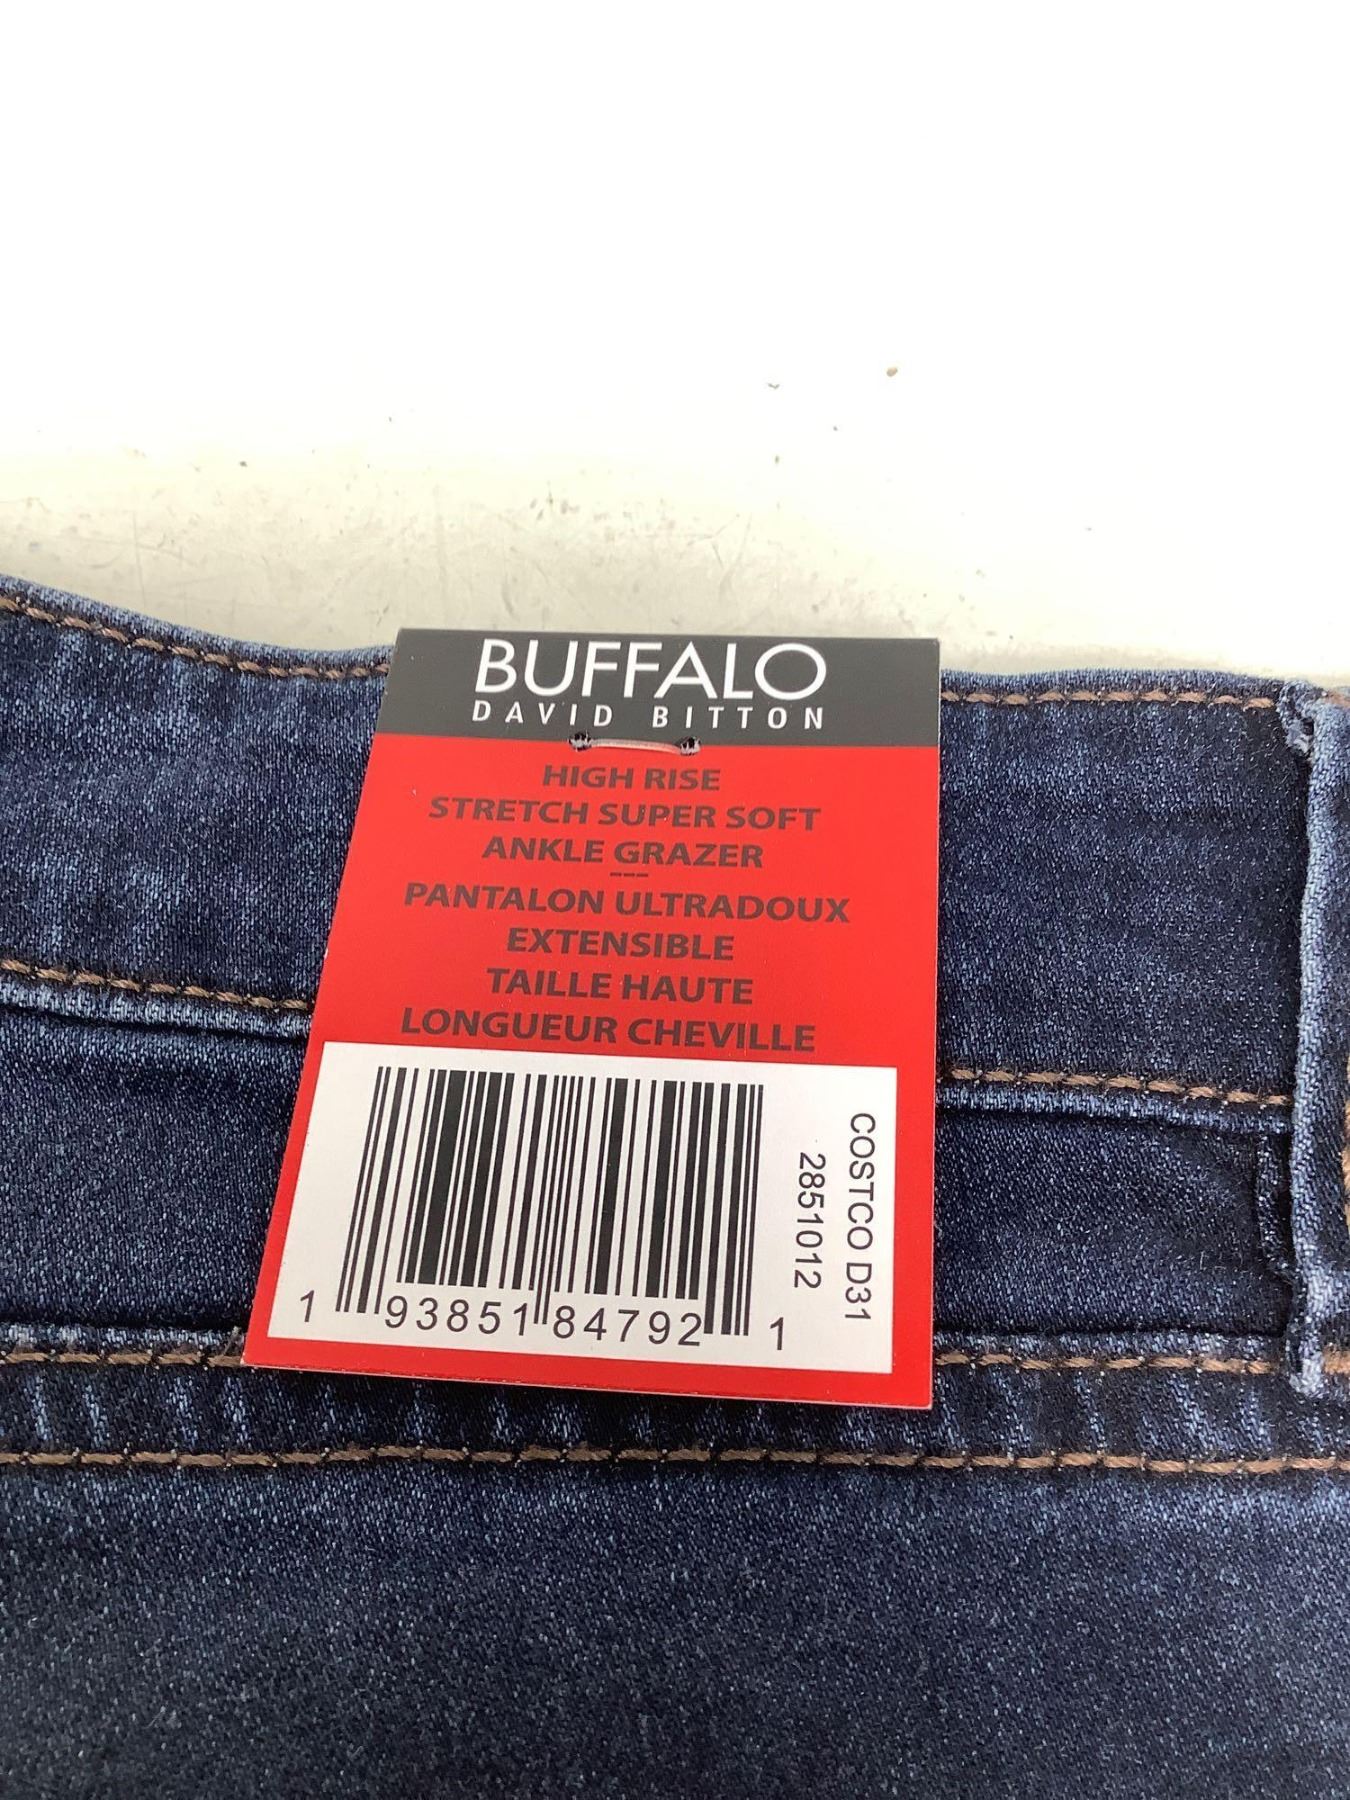 BUFFALO
DAVID BITTON
HIGH RISE
STRETCH SUPER SOFT
ANKLE GRAZER
---
PANTALON ULTRADOUX
EXTENSIBLE
TAILLE HAUTE
LONGUEUR CHEVILLE
1 93851 84792 1
COSTCO D31
2851012